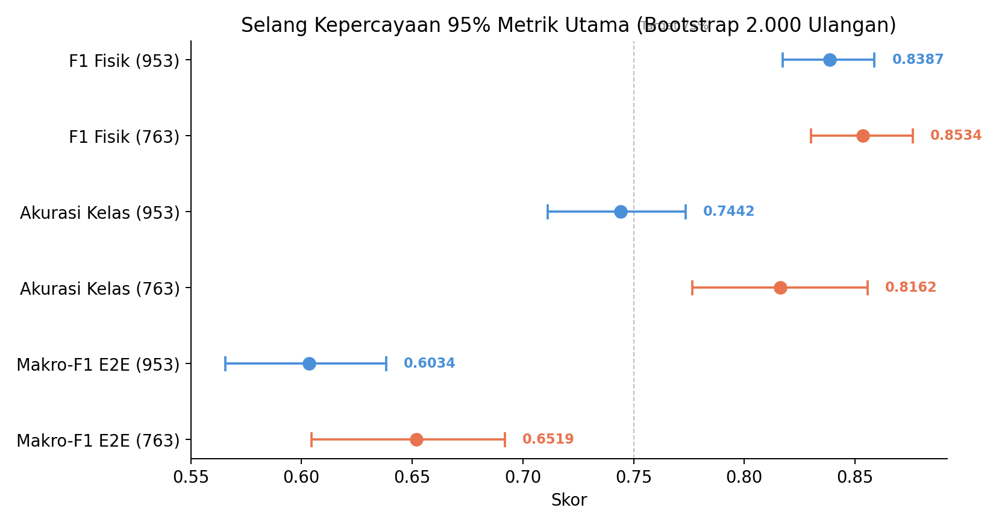 Selang Kepercayaan 95% Metrik Utama (Bootstrap 2.000 Ulangan)
Target 75%
F1 Fisik (953)
0.8387
F1 Fisik (763)
0.8534
Akurasi Kelas (953)
0.7442
Akurasi Kelas (763)
0.8162
Makro-F1 E2E (953)
0.6034
Makro-F1 E2E (763)
0.6519
0.55 0.60 0.65 0.70 0.75 0.80 0.85
Skor